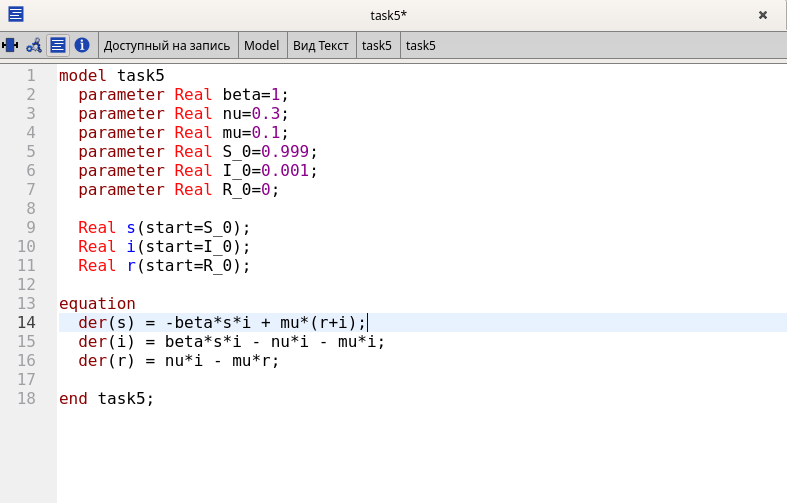 task5*
Доступный на запись Model Вид Текст task5 task5
1 model task5
2   parameter Real beta=1;
3   parameter Real nu=0.3;
4   parameter Real mu=0.1;
5   parameter Real S_0=0.999;
6   parameter Real I_0=0.001;
7   parameter Real R_0=0;
8
9   Real s(start=S_0);
10   Real i(start=I_0);
11   Real r(start=R_0);
12
13 equation
14   der(s) = -beta*s*i + mu*(r+i);
15   der(i) = beta*s*i - nu*i - mu*i;
16   der(r) = nu*i - mu*r;
17
18 end task5;